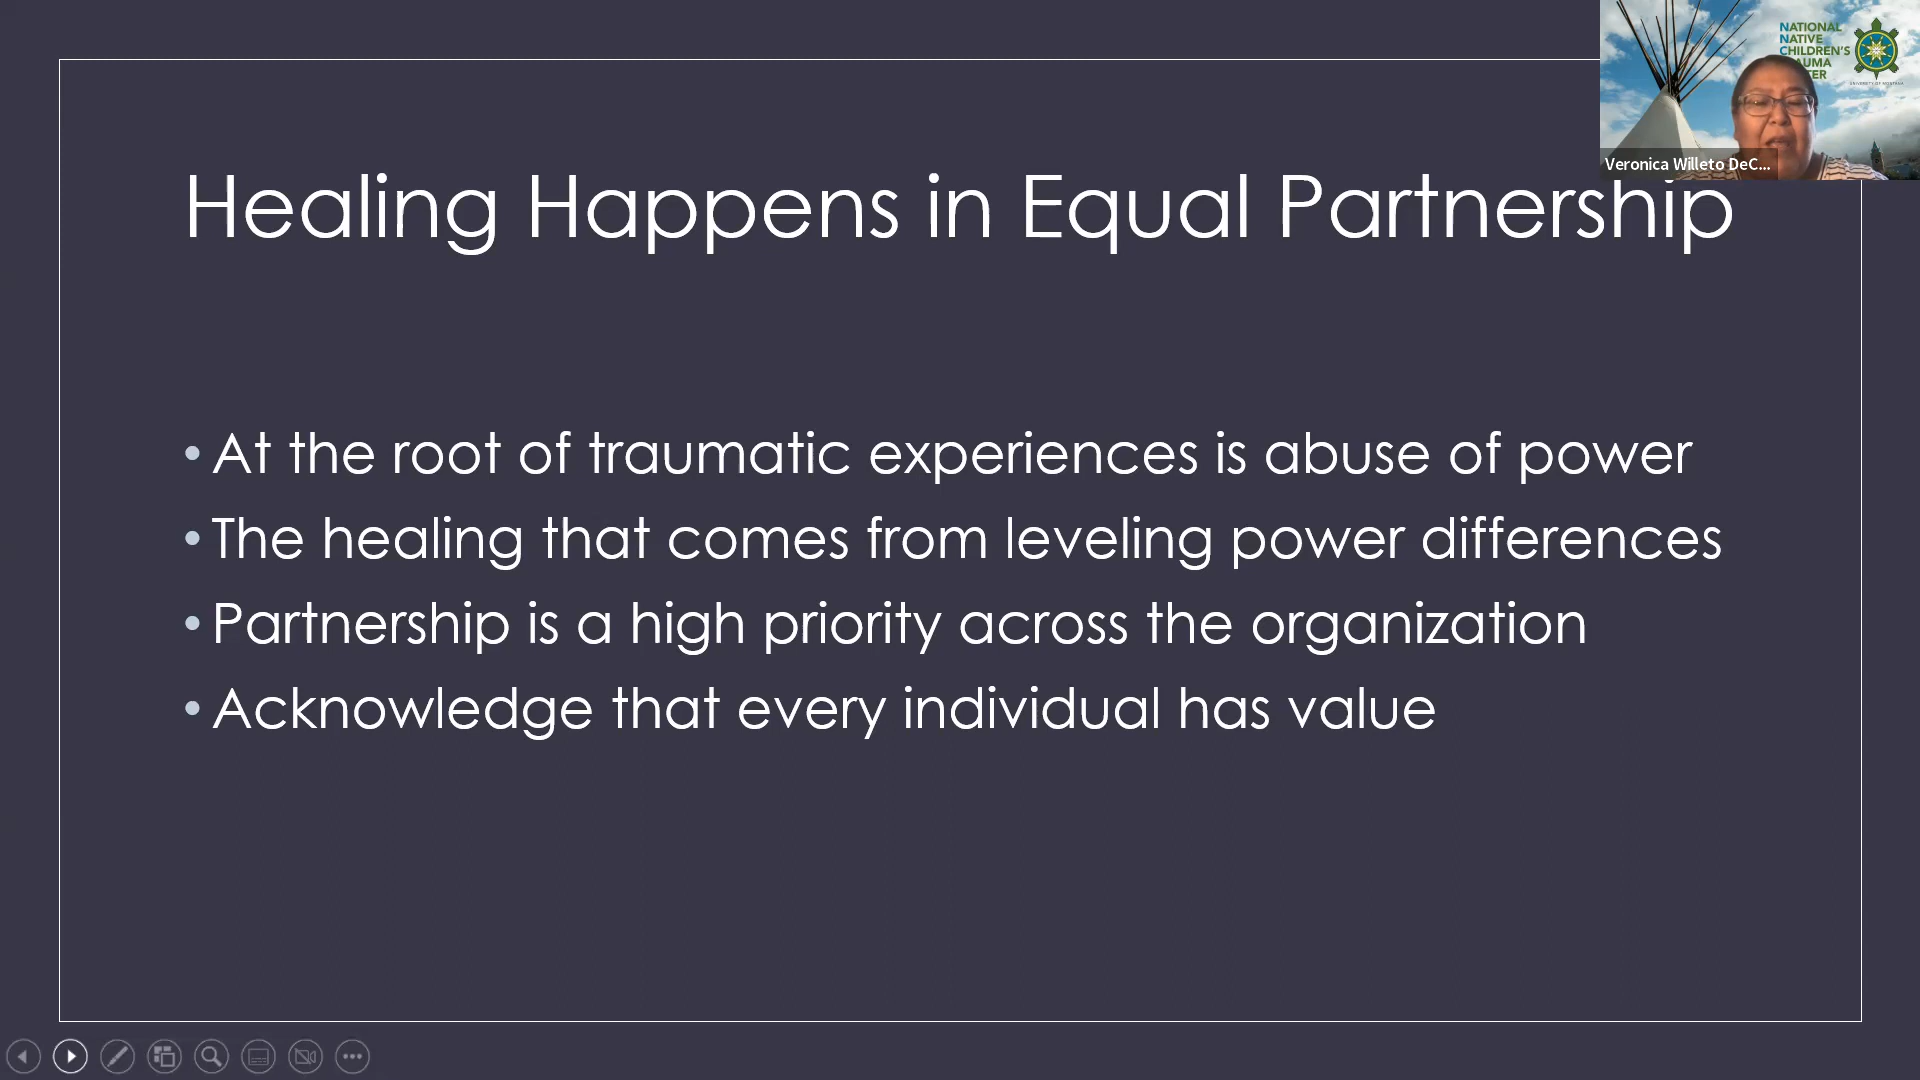 NATIONAL
NATIVE
CHILDREN'S
Veronica Willeto DeC...
Healing Happens in Equal Partnership
• At the root of traumatic experiences is abuse of power
• The healing that comes from leveling power differences
• Partnership is a high priority across the organization
• Acknowledge that every individual has value